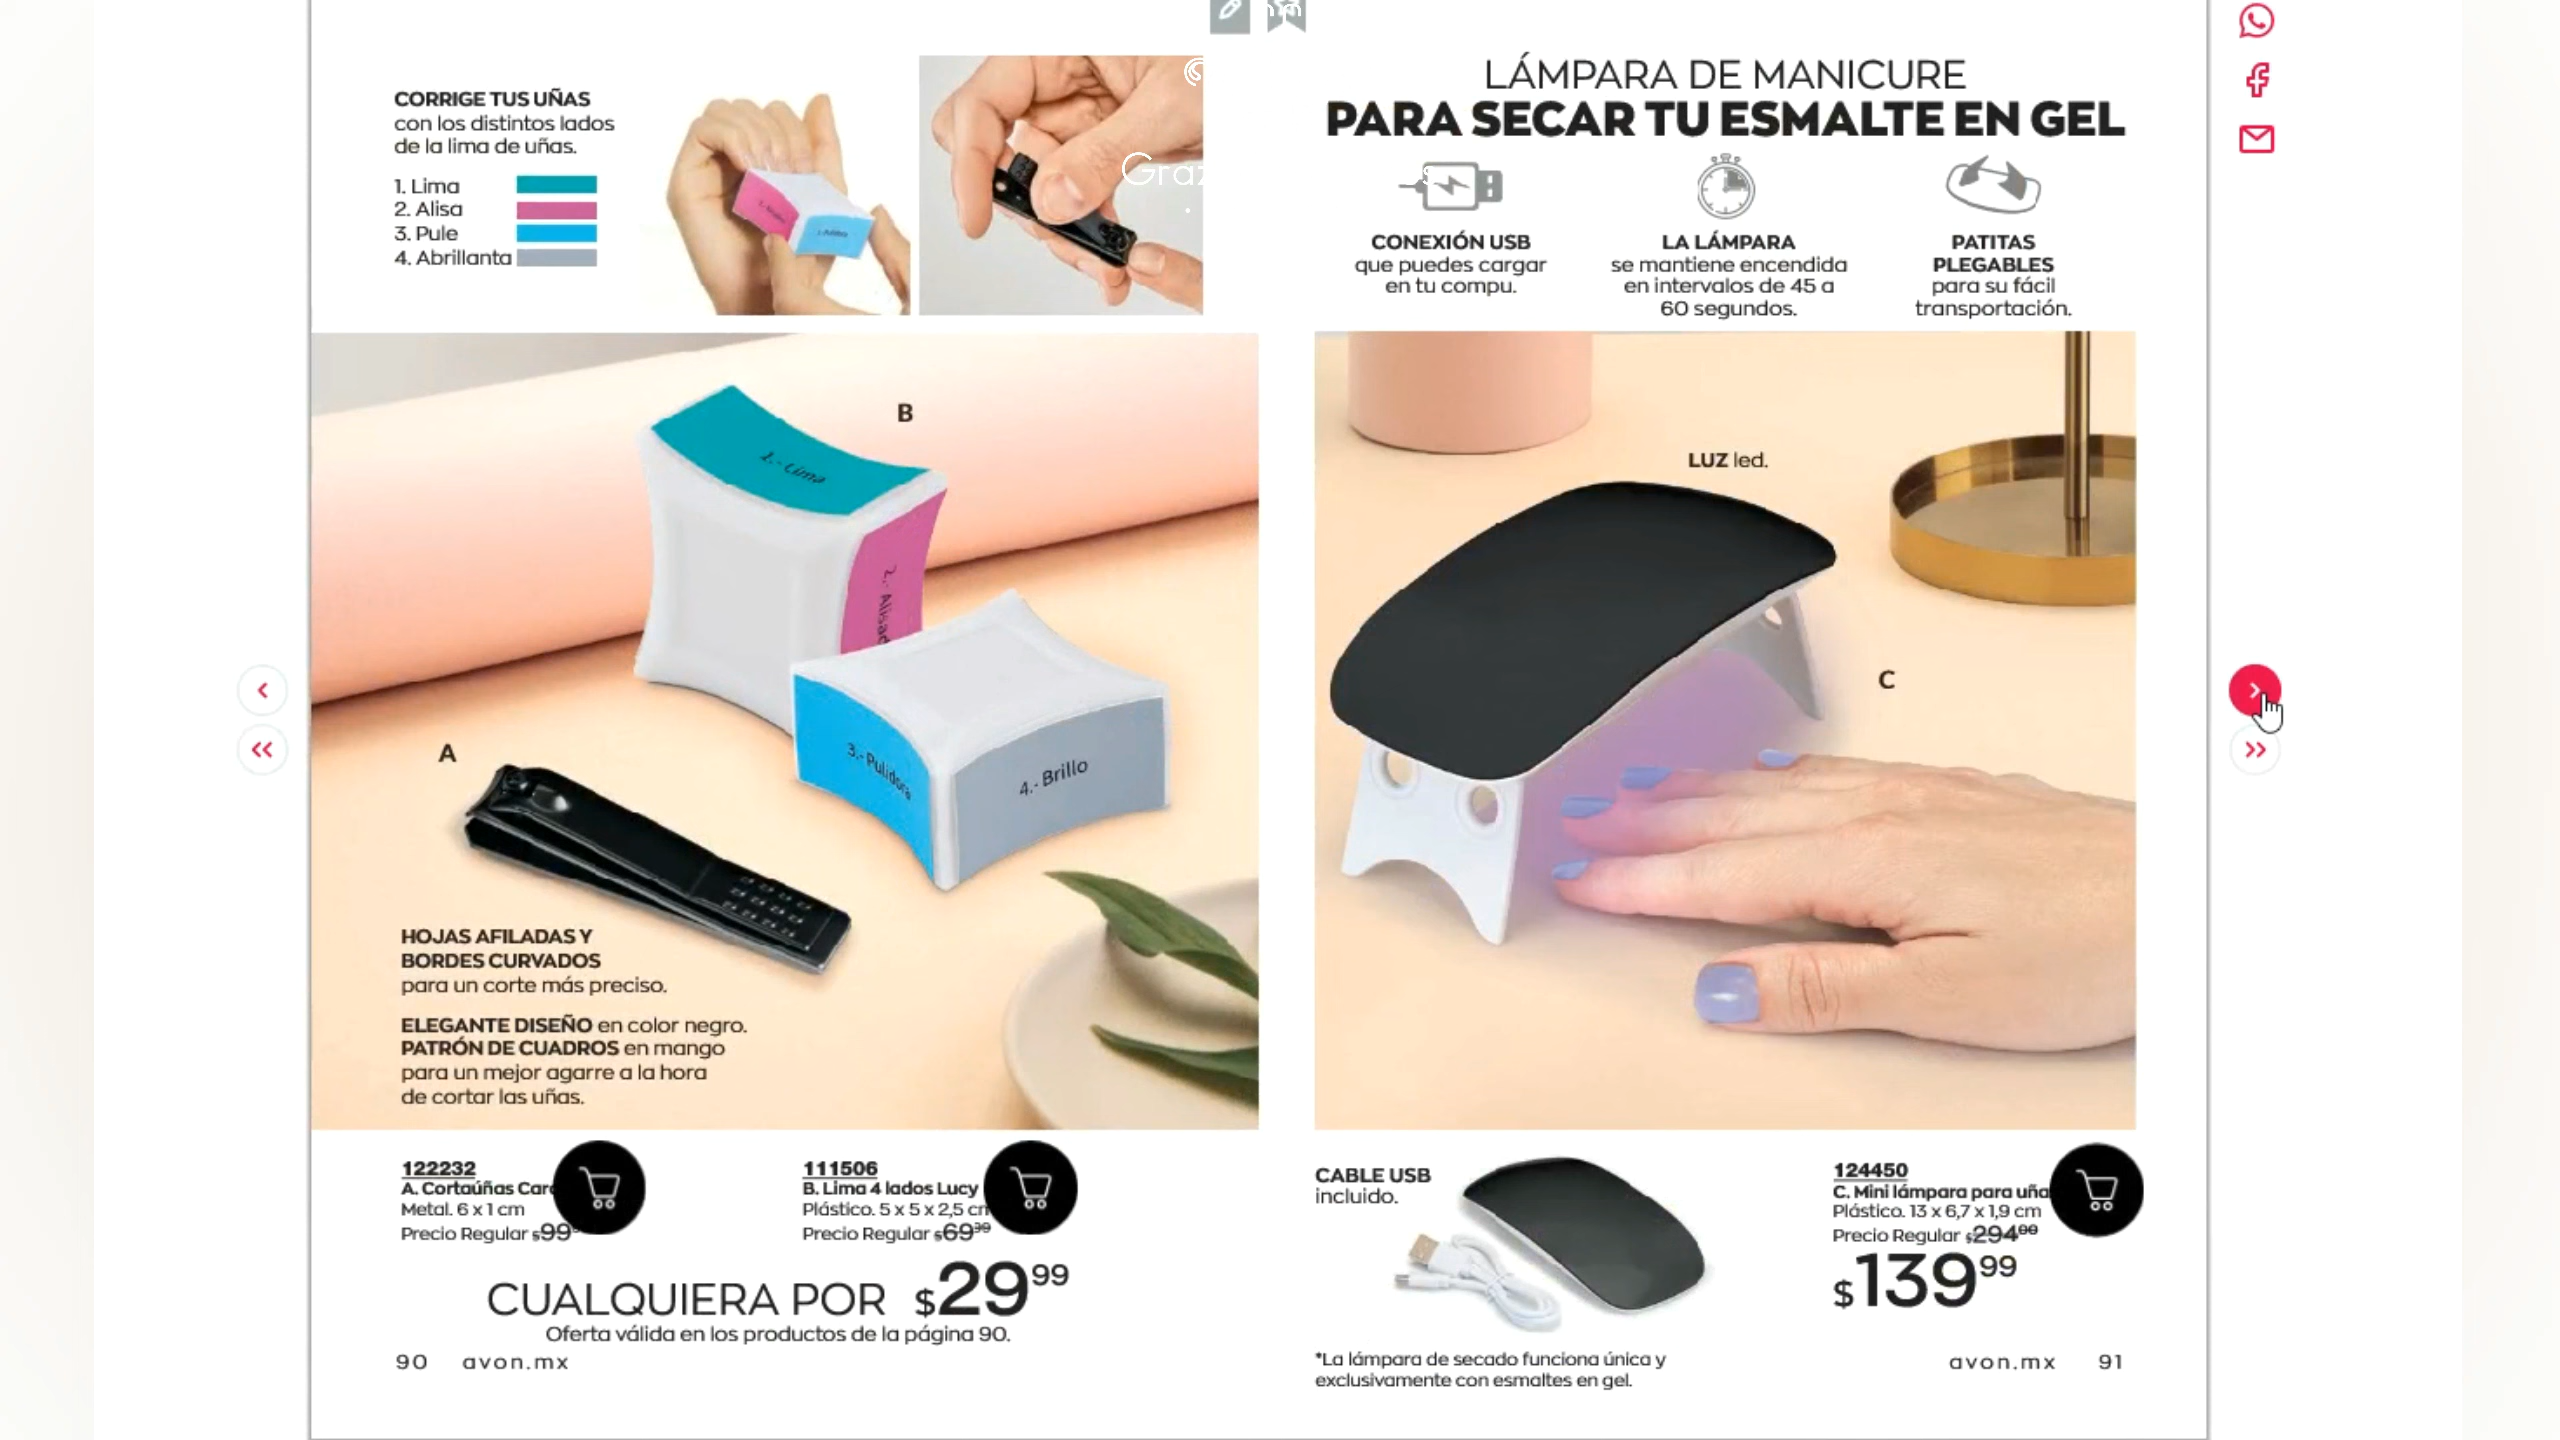 CORRIGE TUS UÑAS
con los distintos lados
de la lima de uñas.
1. Lima
2. Alisa
3. Pule
4. Abrillanta
B
1.- Lima
3.- Pulidora
4.- Brillo
A
HOJAS AFILADAS Y
BORDES CURVADOS
para un corte más preciso.
ELEGANTE DISEÑO en color negro.
PATRÓN DE CUADROS en mango
para un mejor agarre a la hora
de cortar las uñas.
122232
A. Cortaúñas
Metal. 6 x 1 cm
Precio Regular $99
111506
B. Lima 4 lados Lucy
Plástico. 5 x 5 x 2,5 cm
Precio Regular $69.99
CUALQUIERA POR $29.99
Oferta válida en los productos de la página 90.
90 avon.mx
LÁMPARA DE MANICURE
PARA SECAR TU ESMALTE EN GEL
CONEXIÓN USB
que puedes cargar
en tu compu.
LA LÁMPARA
se mantiene encendida
en intervalos de 45 a
60 segundos.
PATITAS
PLEGABLES
para su fácil
transportación.
LUZ led.
C
CABLE USB
incluido.
124450
C. Mini lámpara para uña
Plástico. 13 x 6,7 x 1,9 cm
Precio Regular $294.00
$139.99
*La lámpara de secado funciona única y
exclusivamente con esmaltes en gel.
avon.mx 91